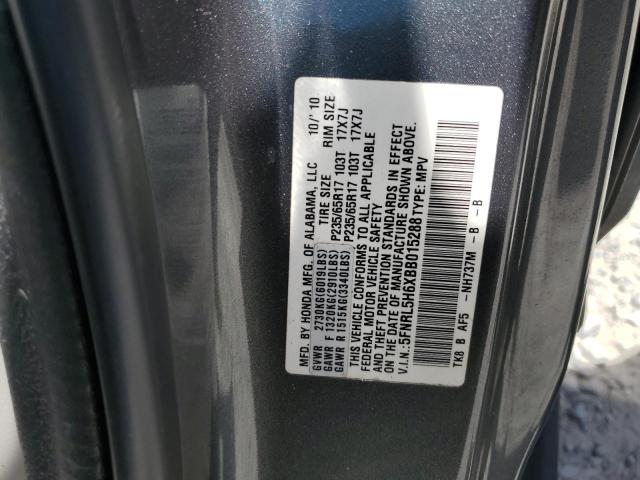 MFD. BY HONDA MFG. OF ALABAMA, LLC 10/' 10
TIRE SIZE RIM SIZE
GVWR 2730KG(6019LBS) P235/65R17 103T 17X7J
GAWR F 1320KG(2910LBS) P235/65R17 103T 17X7J
GAWR R 1515KG(3340LBS)
THIS VEHICLE CONFORMS TO ALL APPLICABLE
FEDERAL MOTOR VEHICLE SAFETY
AND THEFT PREVENTION STANDARDS IN EFFECT
ON THE DATE OF MANUFACTURE SHOWN ABOVE.
V.I.N.: 5FNRL5H6XBB015288 TYPE: MPV
TK8 B AF5 -NH737M -B -B